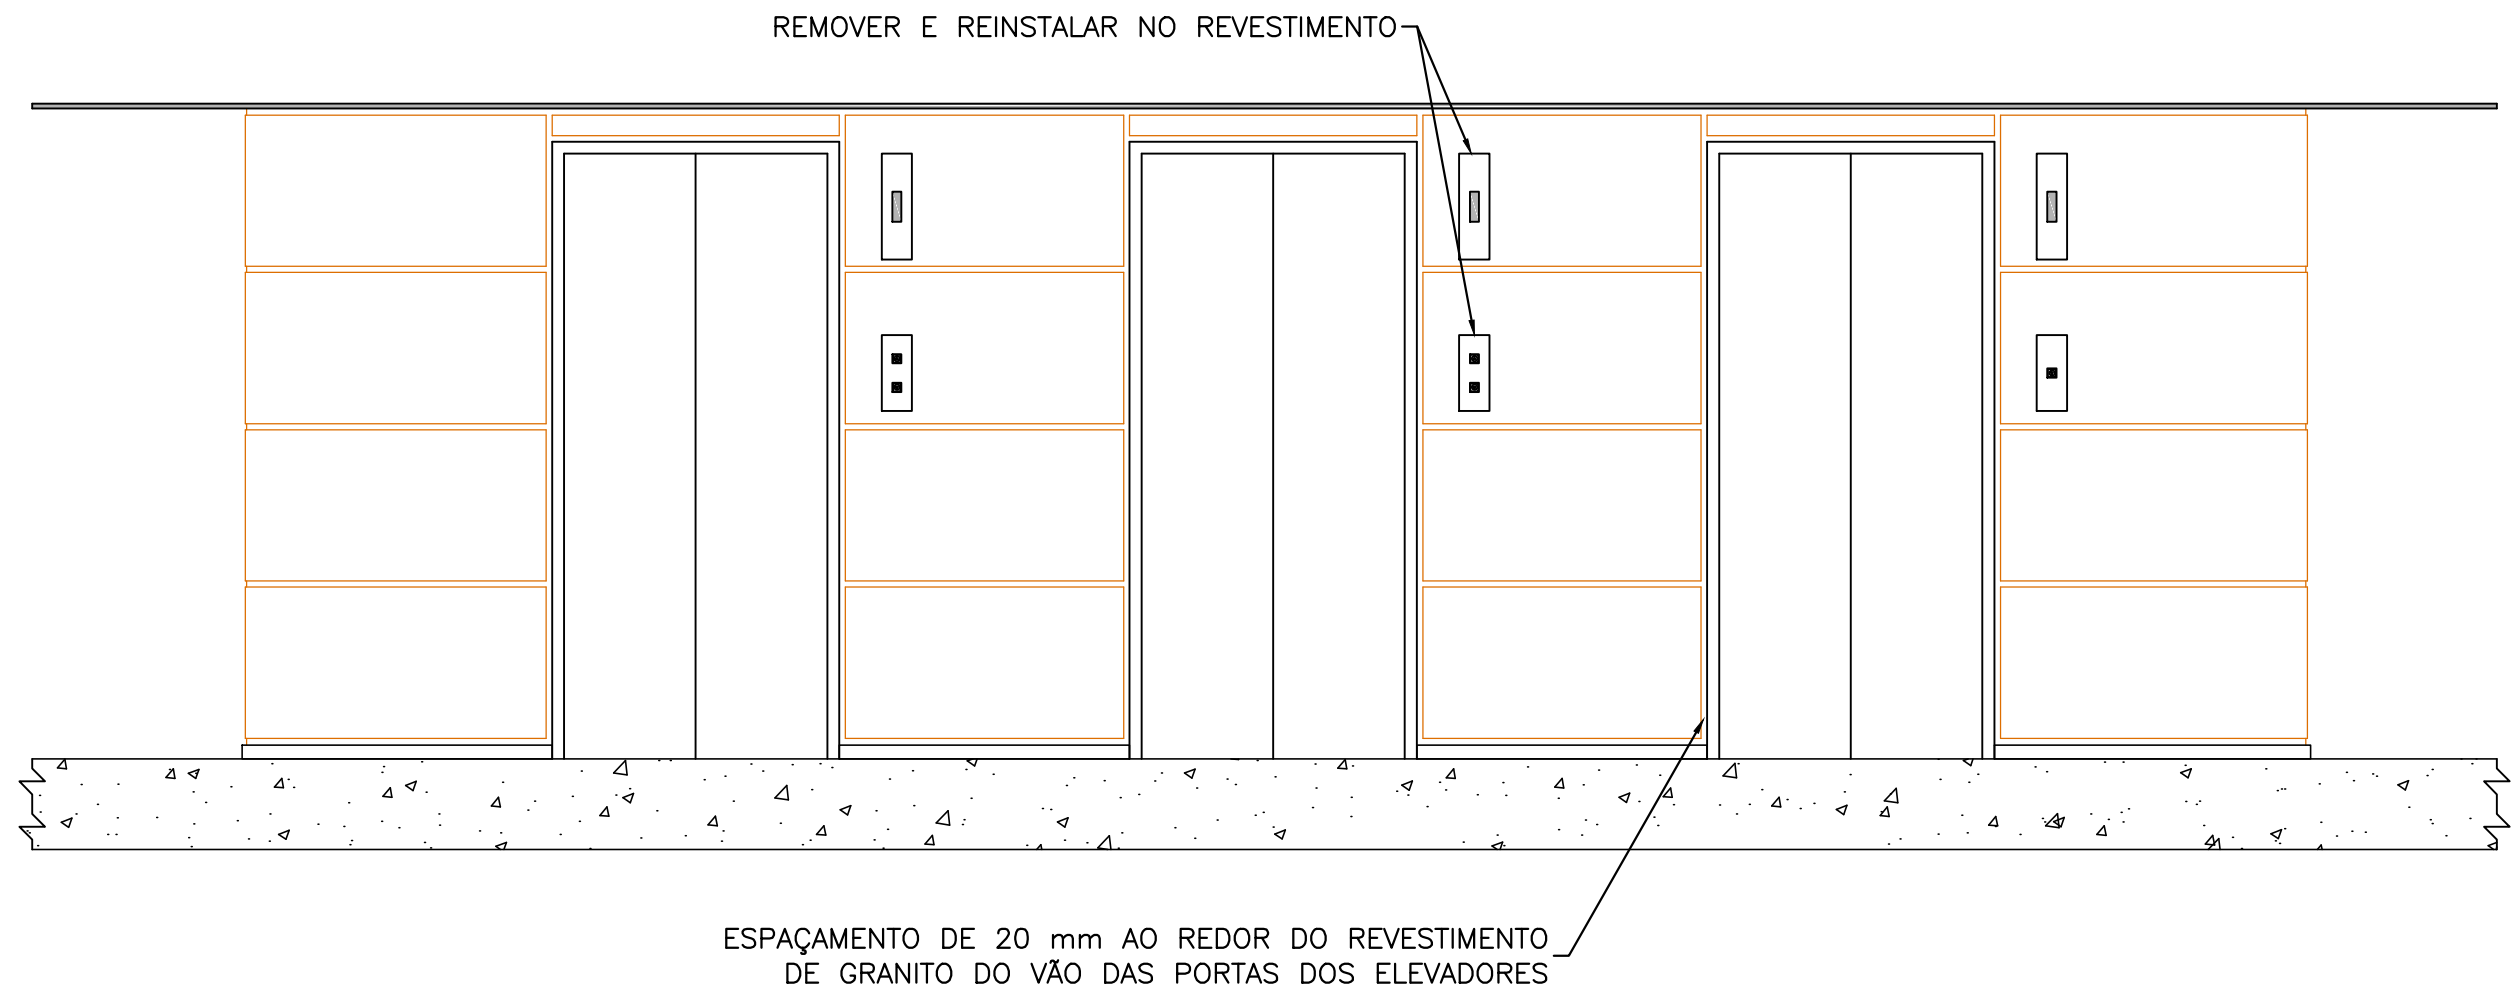 REMOVER E REINSTALAR NO REVESTIMENTO
ESPAÇAMENTO DE 20 mm AO REDOR DO REVESTIMENTO
DE GRANITO DO VÃO DAS PORTAS DOS ELEVADORES